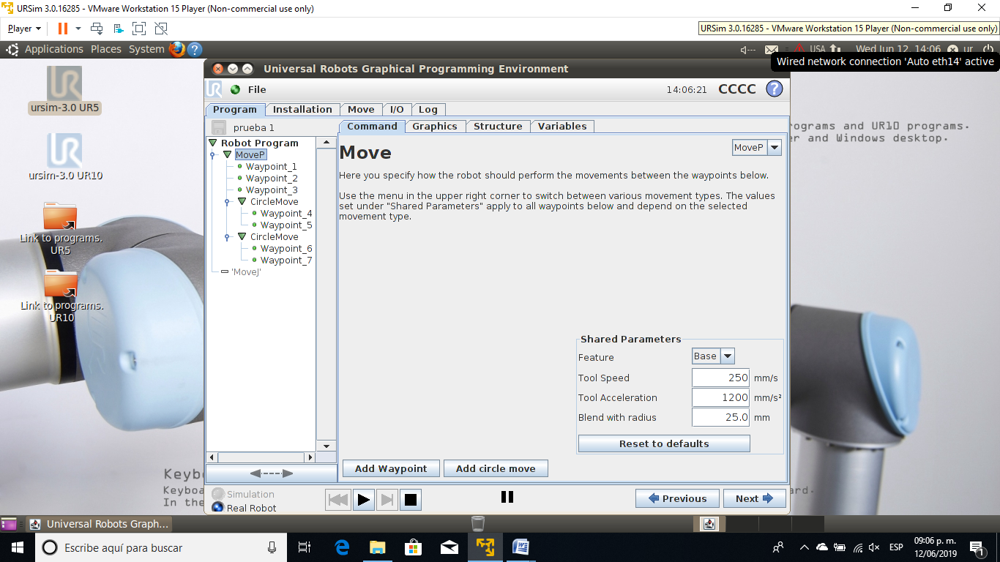 URSim 3.0.16285 - VMware Workstation 15 Player (Non-commercial use only)
Player
URSim 3.0.16285 - VMware Workstation 15 Player (Non-commercial use only)
Applications Places System
USA
Wed Jun 12, 14:06
ur
Wired network connection 'Auto eth14' active
UR
ursim-3.0 UR5
UR
ursim-3.0 UR10
Link to programs.
UR5
Link to programs.
UR10
Universal Robots Graphical Programming Environment
UR
File
14:06:21
CCCC
?
Program
Installation
Move
I/O
Log
prueba 1
Command
Graphics
Structure
Variables
Robot Program
MoveP
Waypoint_1
Waypoint_2
Waypoint_3
CircleMove
Waypoint_4
Waypoint_5
CircleMove
Waypoint_6
Waypoint_7
'MoveJ'
Move
MoveP
Here you specify how the robot should perform the movements between the waypoints below.
Use the menu in the upper right corner to switch between various movement types. The values
set under "Shared Parameters" apply to all waypoints below and depend on the selected
movement type.
Shared Parameters
Feature Base
Tool Speed 250 mm/s
Tool Acceleration 1200 mm/s²
Blend with radius 25.0 mm
Reset to defaults
Add Waypoint
Add circle move
Simulation
Real Robot
Previous
Next
and UR10 programs.
and Windows desktop.
In the
Universal Robots Graph...
Escribe aquí para buscar
ESP
09:06 p. m.
12/06/2019
1